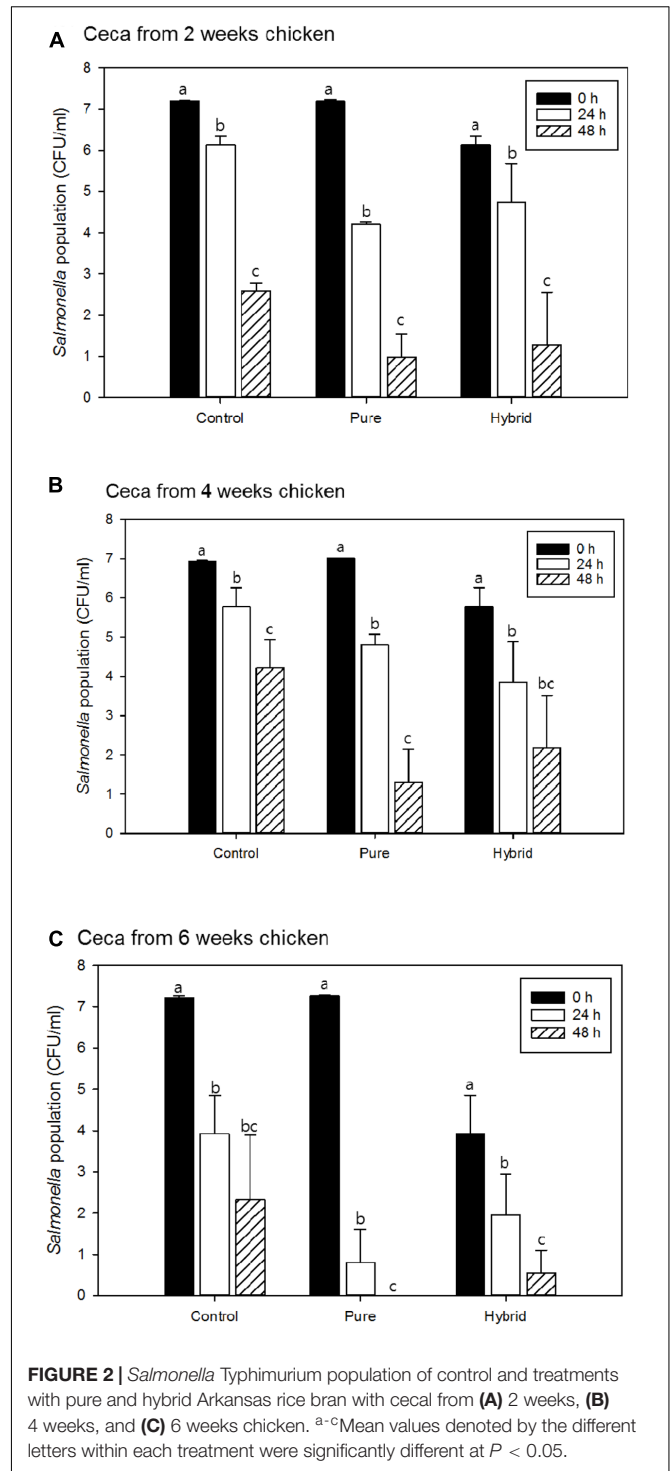 A Ceca from 2 weeks chicken
Salmonella population (CFU/ml)
8
7
6
5
4
3
2
1
0
a
b
c
a
b
c
a
b
c
0 h
24 h
48 h
Control Pure Hybrid
B Ceca from 4 weeks chicken
Salmonella population (CFU/ml)
8
7
6
5
4
3
2
1
0
a
b
c
a
b
c
a
b
bc
0 h
24 h
48 h
Control Pure Hybrid
C Ceca from 6 weeks chicken
Salmonella population (CFU/ml)
8
7
6
5
4
3
2
1
0
a
b
bc
a
b
c
a
b
c
0 h
24 h
48 h
Control Pure Hybrid
FIGURE 2 | Salmonella Typhimurium population of control and treatments
with pure and hybrid Arkansas rice bran with cecal from (A) 2 weeks, (B)
4 weeks, and (C) 6 weeks chicken. a-cMean values denoted by the different
letters within each treatment were significantly different at P < 0.05.